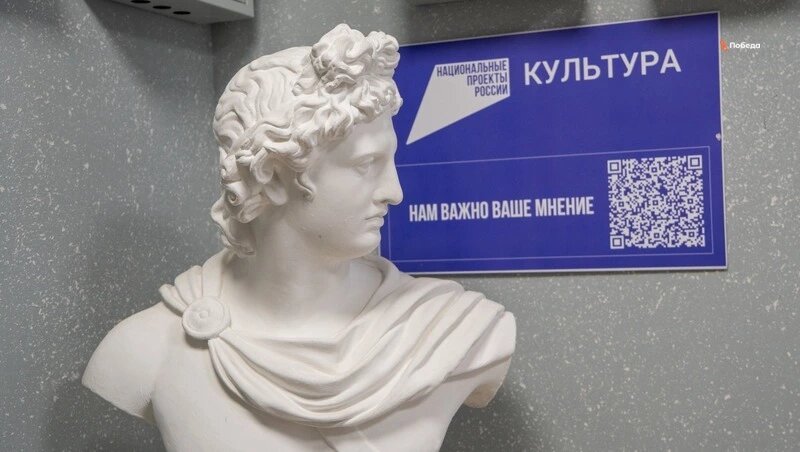 Победа
НАЦИОНАЛЬНЫЕ
ПРОЕКТЫ
РОССИИ
КУЛЬТУРА
НАМ ВАЖНО ВАШЕ МНЕНИЕ